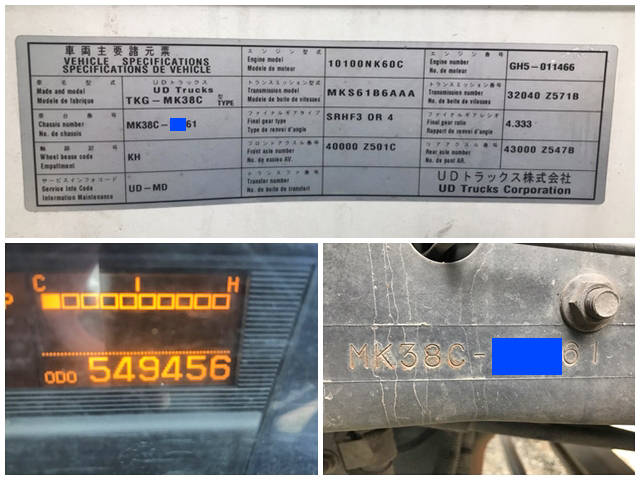 車両主要諸元票
VEHICLE SPECIFICATIONS
SPECIFICATIONS DE VEHICLE
車名型式
Made and model
Modele de fabrique
UDトラックス
UD Trucks
TKG-MK38C
型
TYPE
車台番号
Chassis number
No. de chassis
MK38C-
61
軸距記号
Wheel bease code
Empattment
KH
サービスインフォコード
Service Info Code
Information Maintenance
UD-MD
エンジン型式
Engine model
Modele de moteur
10100NK60C
トランスミッション型式
Transmission model
Modele de boite de vitesses
MKS61B6AAA
ファイナルギアタイプ
Final gear type
Type de renvoi d'angle
SRHF3 OR 4
フロントアクスル番号
Front axle number
No. de essieu AV.
40000 Z501C
トランスファ番号
Transfer number
No. de boite de transfert
エンジン番号
Engine number
No. de moteur
GH5-011466
トランスミッション番号
Transmission number
No. de boite de vitesses
32040 Z571B
ファイナルギアレシオ
Final gear ratio
Rapport de renvoi d'angle
4.333
リアアクスル番号
Rear axle number
No. de pont AR.
43000 Z547B
UDトラックス株式会社
UD Trucks Corporation
C H
ODO 549456
MK38C-
61